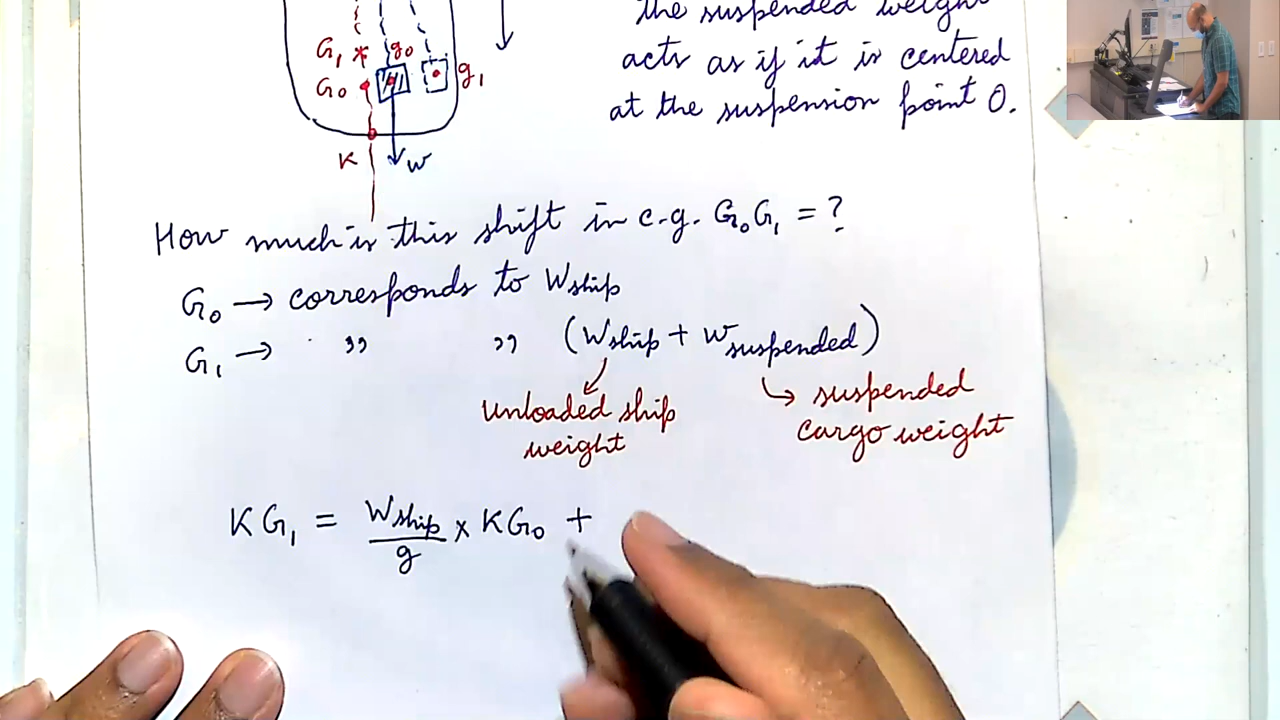 the suspended weight
acts as if it is centered
at the suspension point O.
G₁ g₀
G₀ g₁
K W
How much is this shift in c.g. G₀G₁ = ?
G₀ → corresponds to Wship
G₁ → ,, ,, (Wship + Wsuspended)
unloaded ship weight
suspended cargo weight
KG₁ = Wship/g × KG₀ +